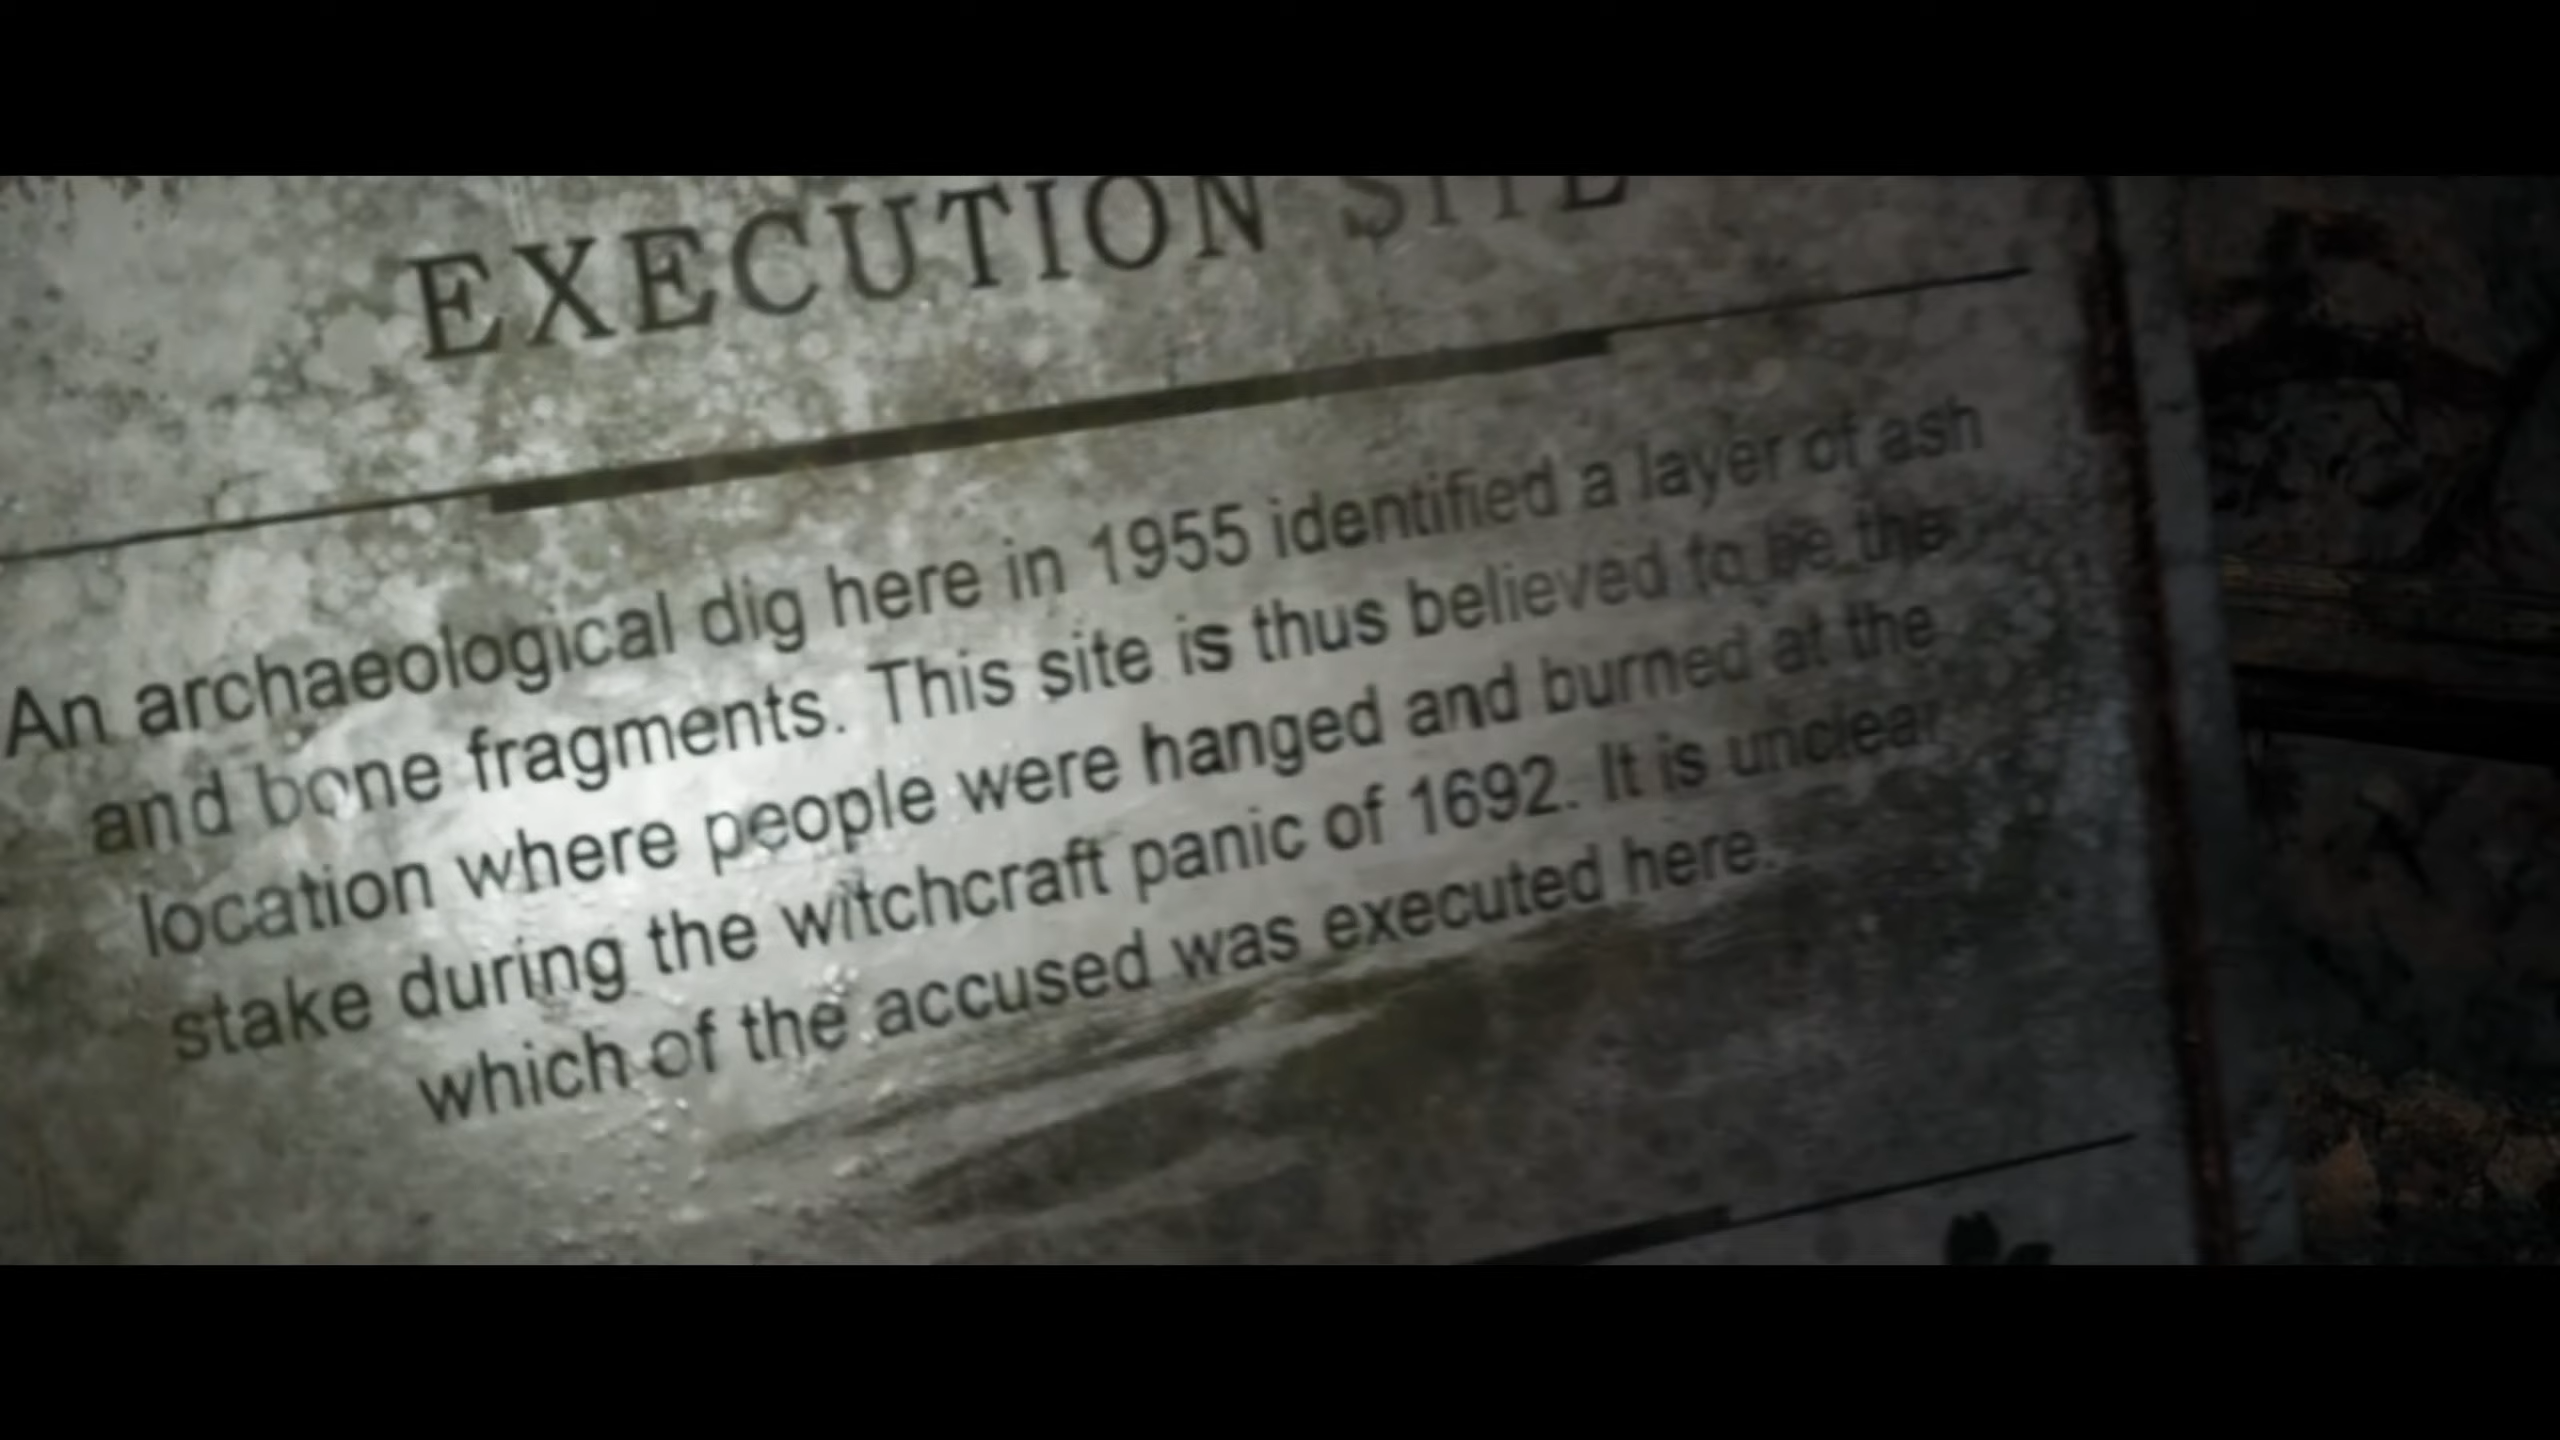 EXECUTION SITE
An archaeological dig here in 1955 identified a layer of ash
and bone fragments. This site is thus believed to be the
location where people were hanged and burned at the
stake during the witchcraft panic of 1692. It is unclear
which of the accused was executed here.